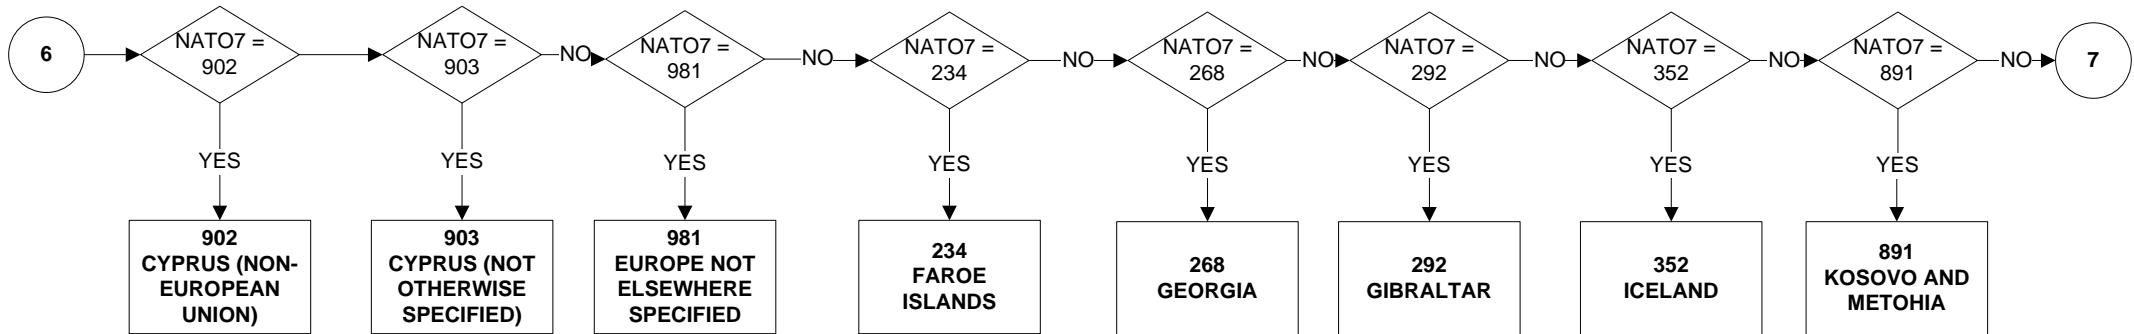 6
NATO7 =
902
NATO7 =
903
NO
NATO7 =
981
NO
NATO7 =
234
NO
NATO7 =
268
NO
NATO7 =
292
NO
NATO7 =
352
NO
NATO7 =
891
NO
7
YES
YES
YES
YES
YES
YES
YES
YES
902
CYPRUS (NON-
EUROPEAN
UNION)
903
CYPRUS (NOT
OTHERWISE
SPECIFIED)
981
EUROPE NOT
ELSEWHERE
SPECIFIED
234
FAROE
ISLANDS
268
GEORGIA
292
GIBRALTAR
352
ICELAND
891
KOSOVO AND
METOHIA